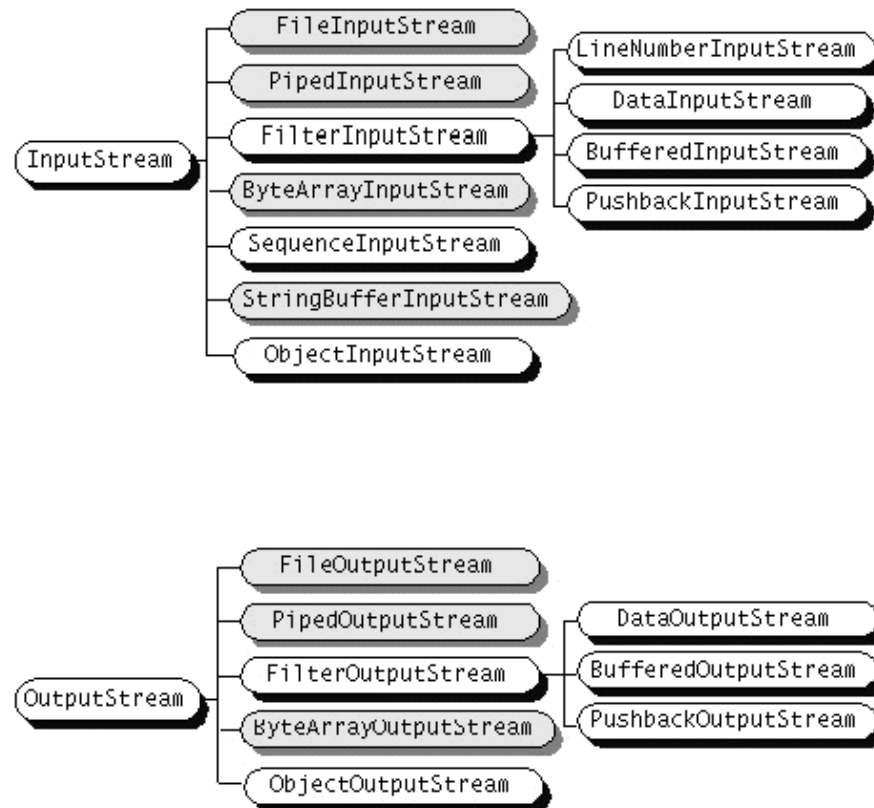 FileInputStream
PipedInputStream
FilterInputStream
InputStream
ByteArrayInputStream
SequenceInputStream
StringBufferInputStream
ObjectInputStream
LineNumberInputStream
DataInputStream
BufferedInputStream
PushbackInputStream
FileOutputStream
PipedOutputStream
FilterOutputStream
OutputStream
ByteArrayOutputStream
ObjectOutputStream
DataOutputStream
BufferedOutputStream
PushbackOutputStream